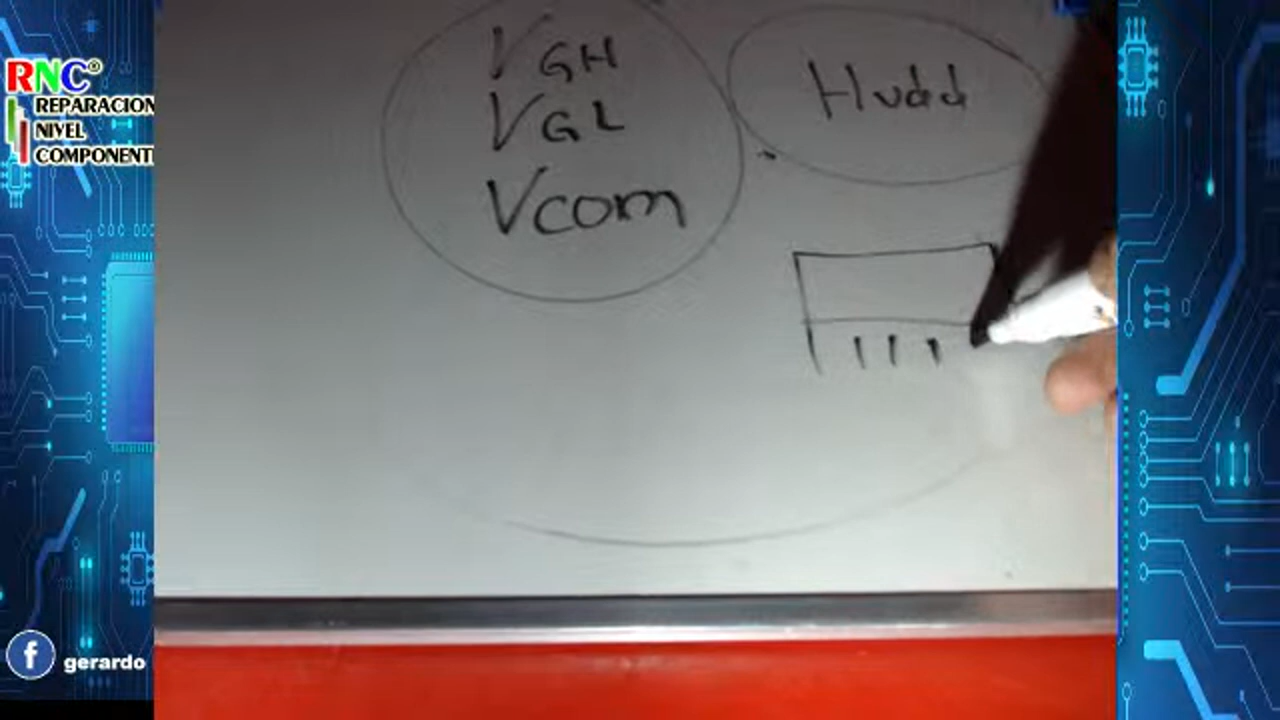 RNC®
REPARACION
NIVEL
COMPONENT
VGH
VGL
Vcom
Hvdd
f gerardo